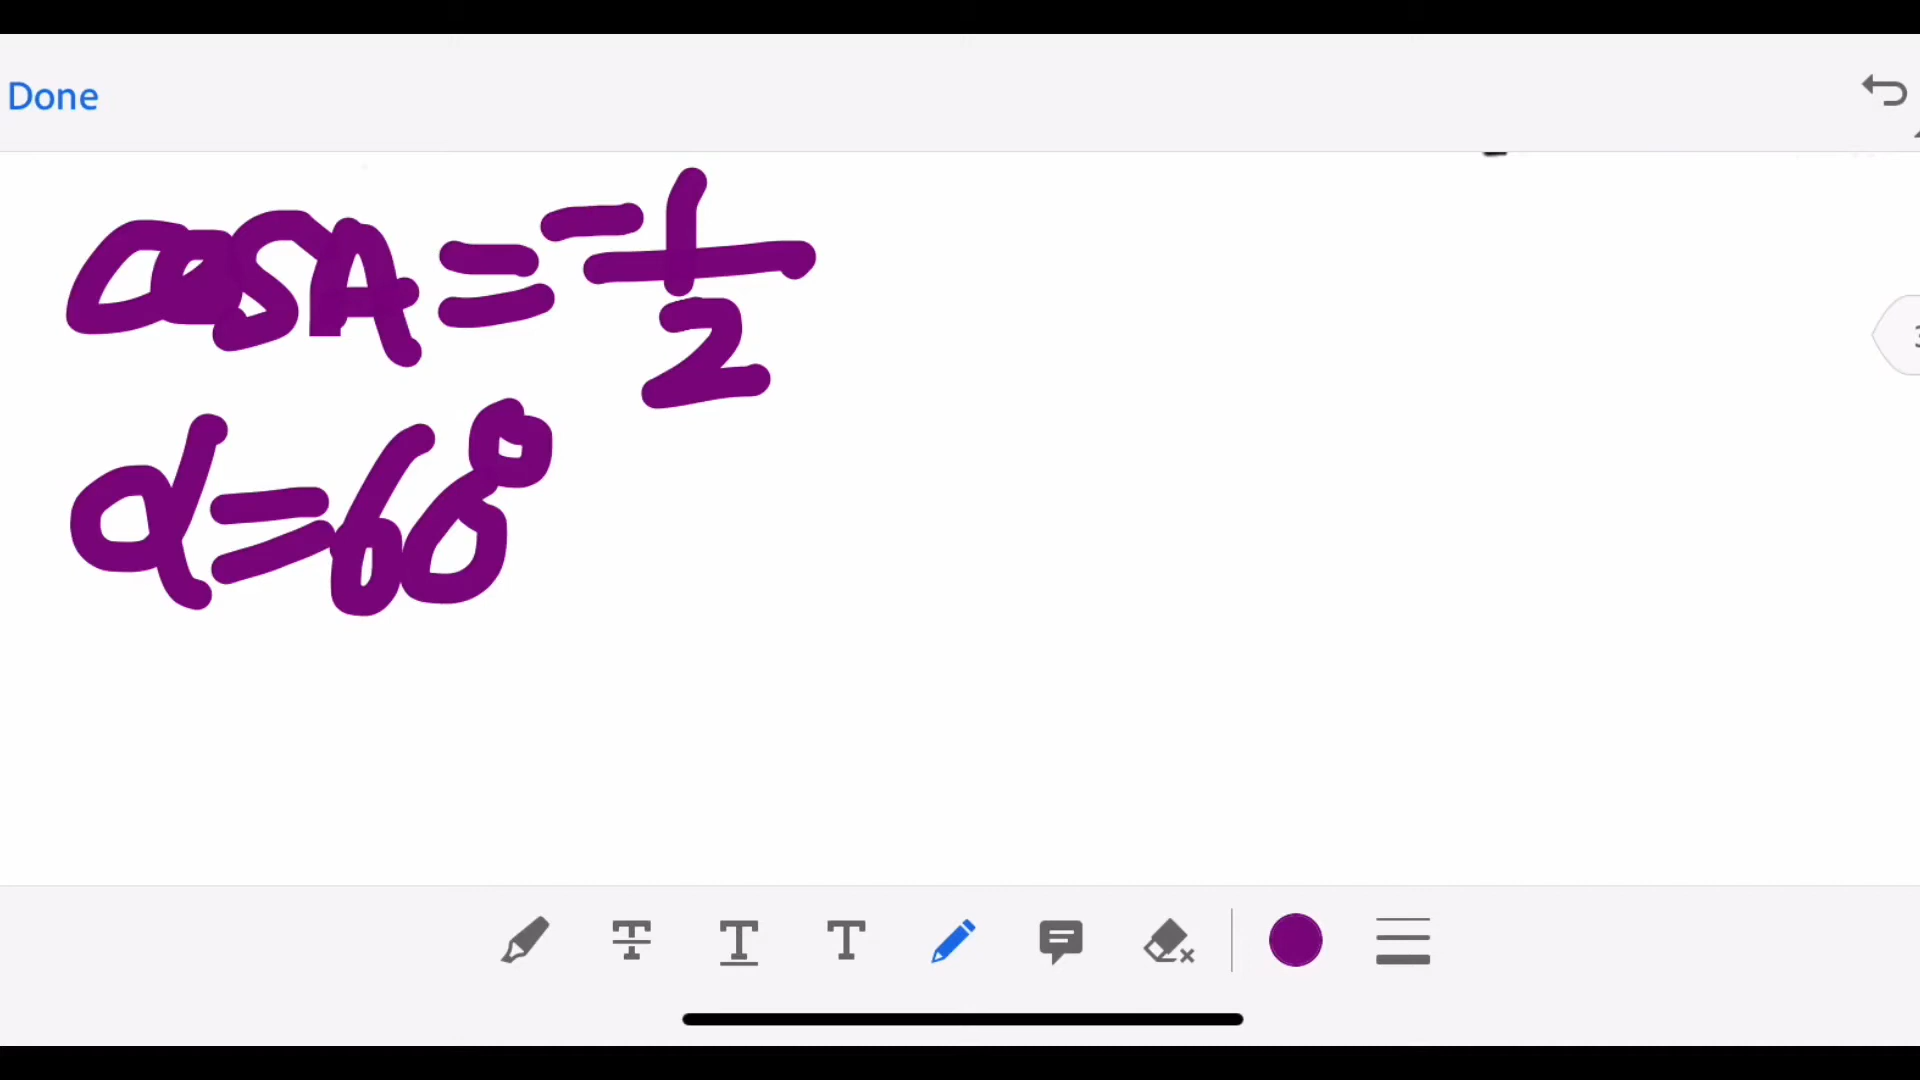 Done
cosA = -1/2
α = 60°